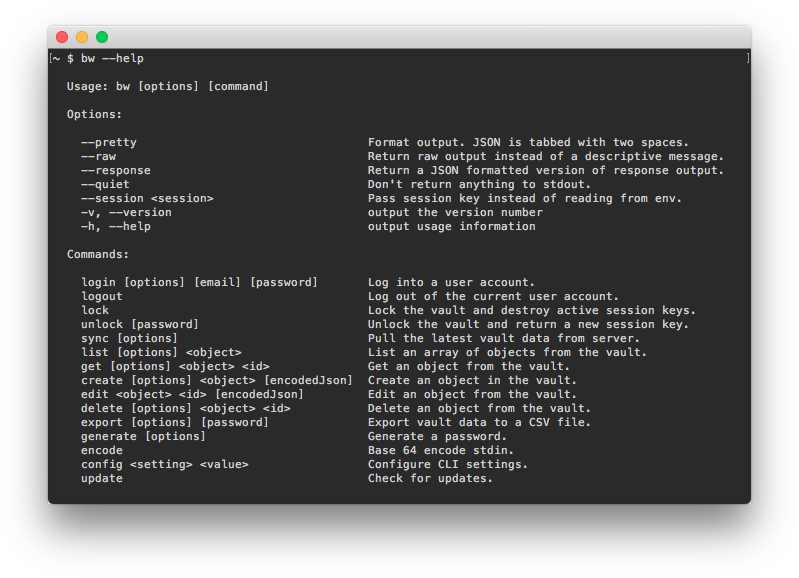 [~ $ bw --help ]
Usage: bw [options] [command]
Options:
--pretty Format output. JSON is tabbed with two spaces.
--raw Return raw output instead of a descriptive message.
--response Return a JSON formatted version of response output.
--quiet Don't return anything to stdout.
--session <session> Pass session key instead of reading from env.
-v, --version output the version number
-h, --help output usage information
Commands:
login [options] [email] [password] Log into a user account.
logout Log out of the current user account.
lock Lock the vault and destroy active session keys.
unlock [password] Unlock the vault and return a new session key.
sync [options] Pull the latest vault data from server.
list [options] <object> List an array of objects from the vault.
get [options] <object> <id> Get an object from the vault.
create [options] <object> [encodedJson] Create an object in the vault.
edit <object> <id> [encodedJson] Edit an object from the vault.
delete [options] <object> <id> Delete an object from the vault.
export [options] [password] Export vault data to a CSV file.
generate [options] Generate a password.
encode Base 64 encode stdin.
config <setting> <value> Configure CLI settings.
update Check for updates.